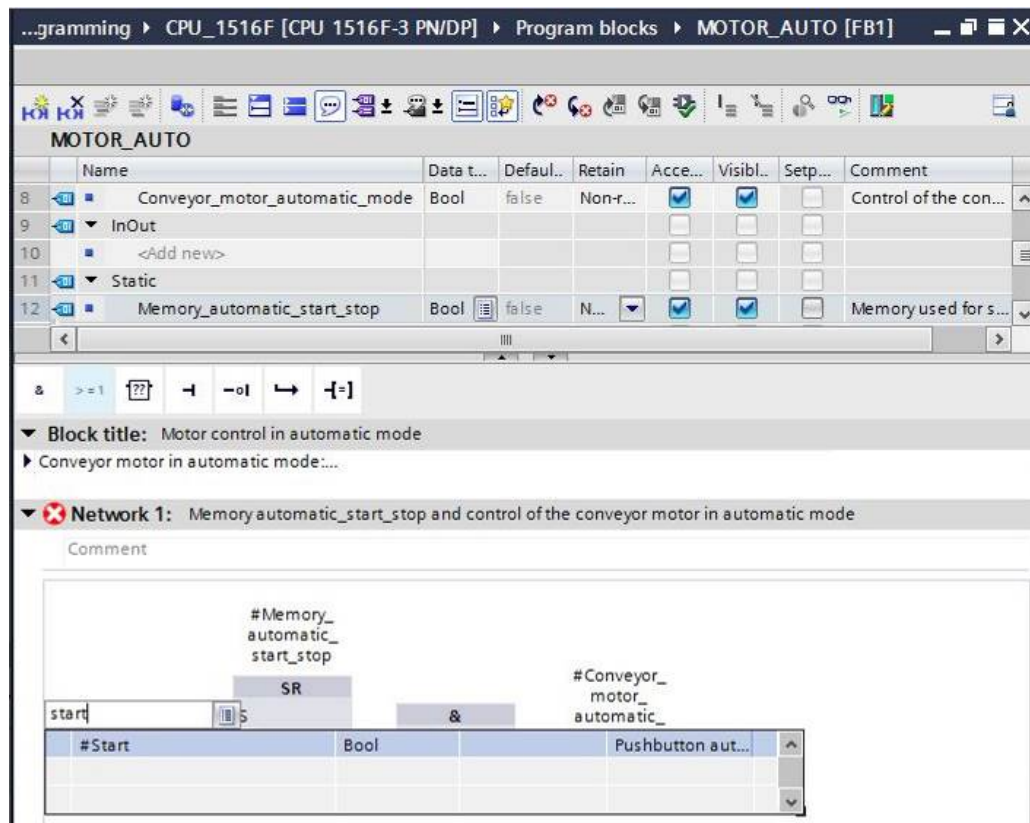 ...gramming ▸ CPU_1516F [CPU 1516F-3 PN/DP] ▸ Program blocks ▸ MOTOR_AUTO [FB1]
MOTOR_AUTO
Name Data t... Defaul.. Retain Acce... Visibl.. Setp... Comment
8 Conveyor_motor_automatic_mode Bool false Non-r... Control of the con...
9 InOut
10 <Add new>
11 Static
12 Memory_automatic_start_stop Bool false N... Memory used for s...
& >=1 ?? -| -o| -[=]
Block title: Motor control in automatic mode
Conveyor motor in automatic mode:...
Network 1: Memory automatic_start_stop and control of the conveyor motor in automatic mode
Comment
#Memory_
automatic_
start_stop
SR
#Conveyor_
motor_
automatic_
start S &
#Start Bool Pushbutton aut...